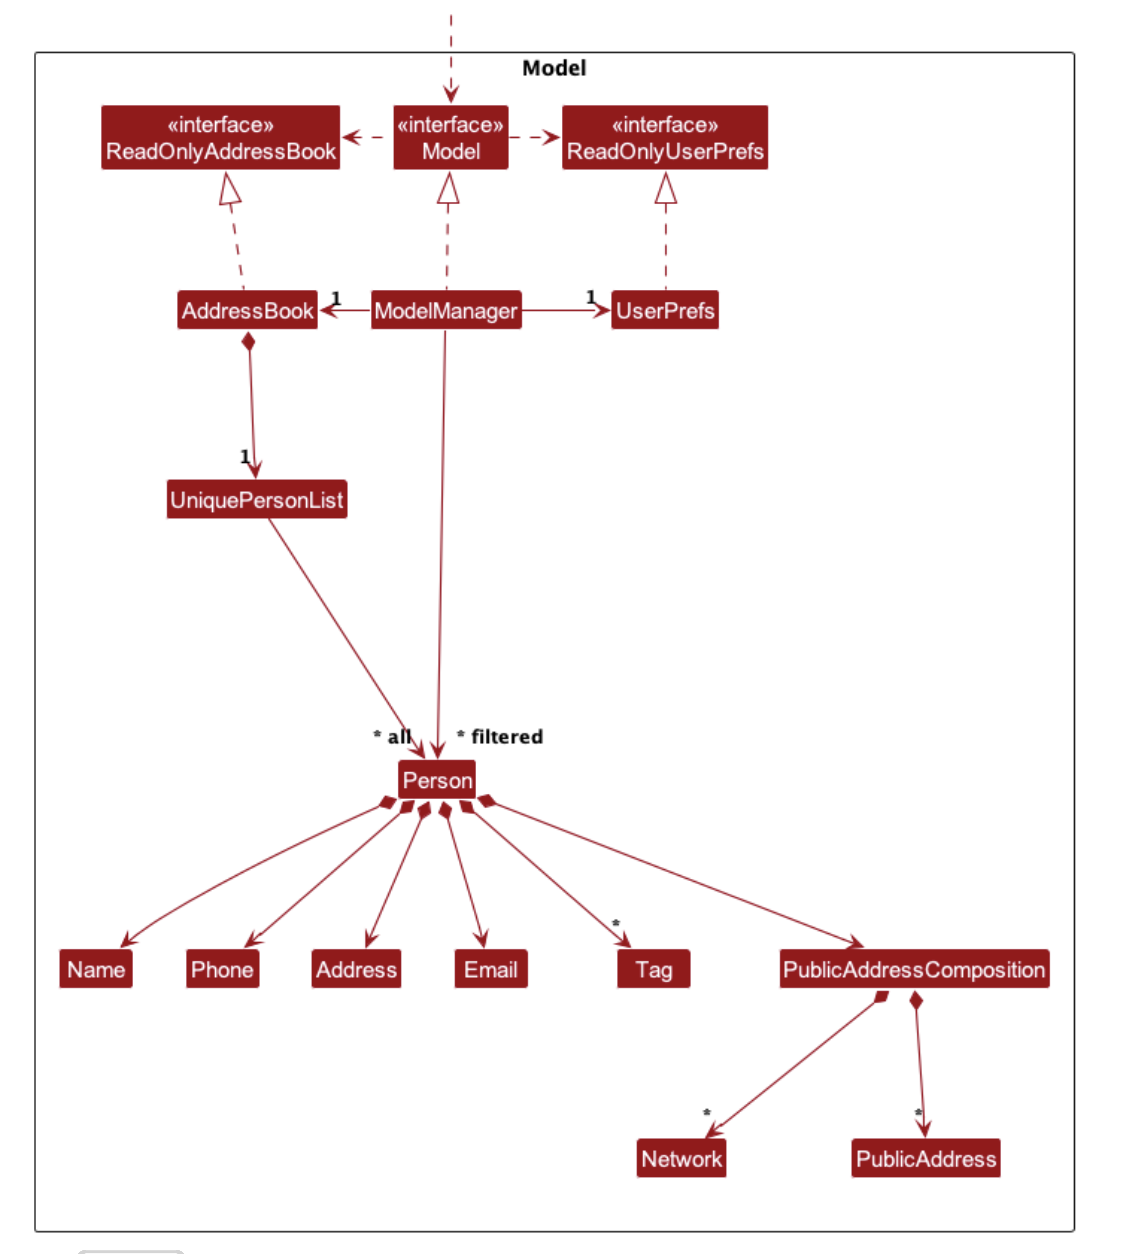 Model
«interface»
ReadOnlyAddressBook
«interface»
Model
«interface»
ReadOnlyUserPrefs
AddressBook
1
ModelManager
1
UserPrefs
1
UniquePersonList
* all
* filtered
Person
*
Name
Phone
Address
Email
Tag
PublicAddressComposition
*
*
Network
PublicAddress